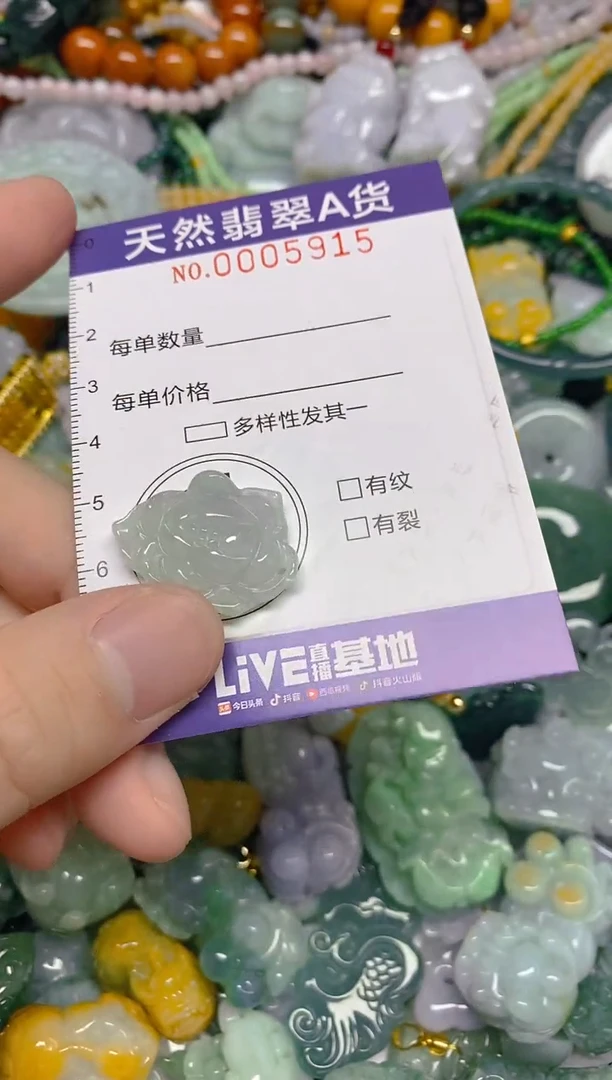 天然翡翠A货
NO.0005915
0
1
2
每单数量
3
每单价格
4
多样性发其一
5
有纹
有裂
6
LiVE直播基地
今日头条 抖音 西瓜视频 抖音火山版